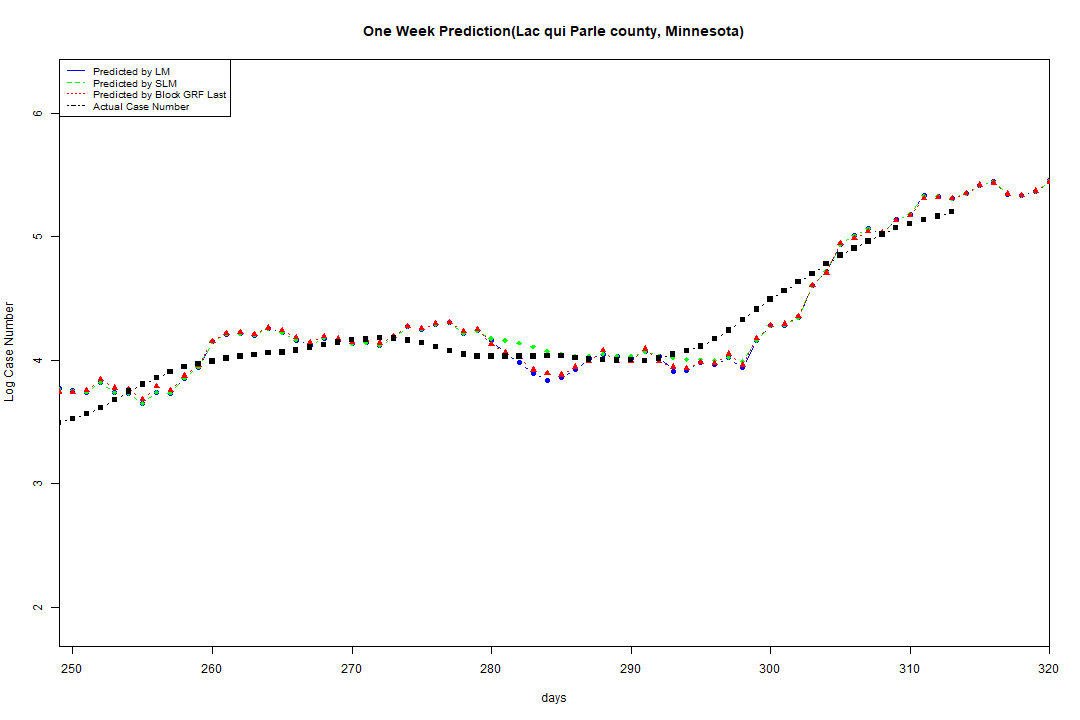 One Week Prediction(Lac qui Parle county, Minnesota)
Predicted by LM
Predicted by SLM
Predicted by Block GRF Last
Actual Case Number
6
5
4
3
2
Log Case Number
250 260 270 280 290 300 310 320
days